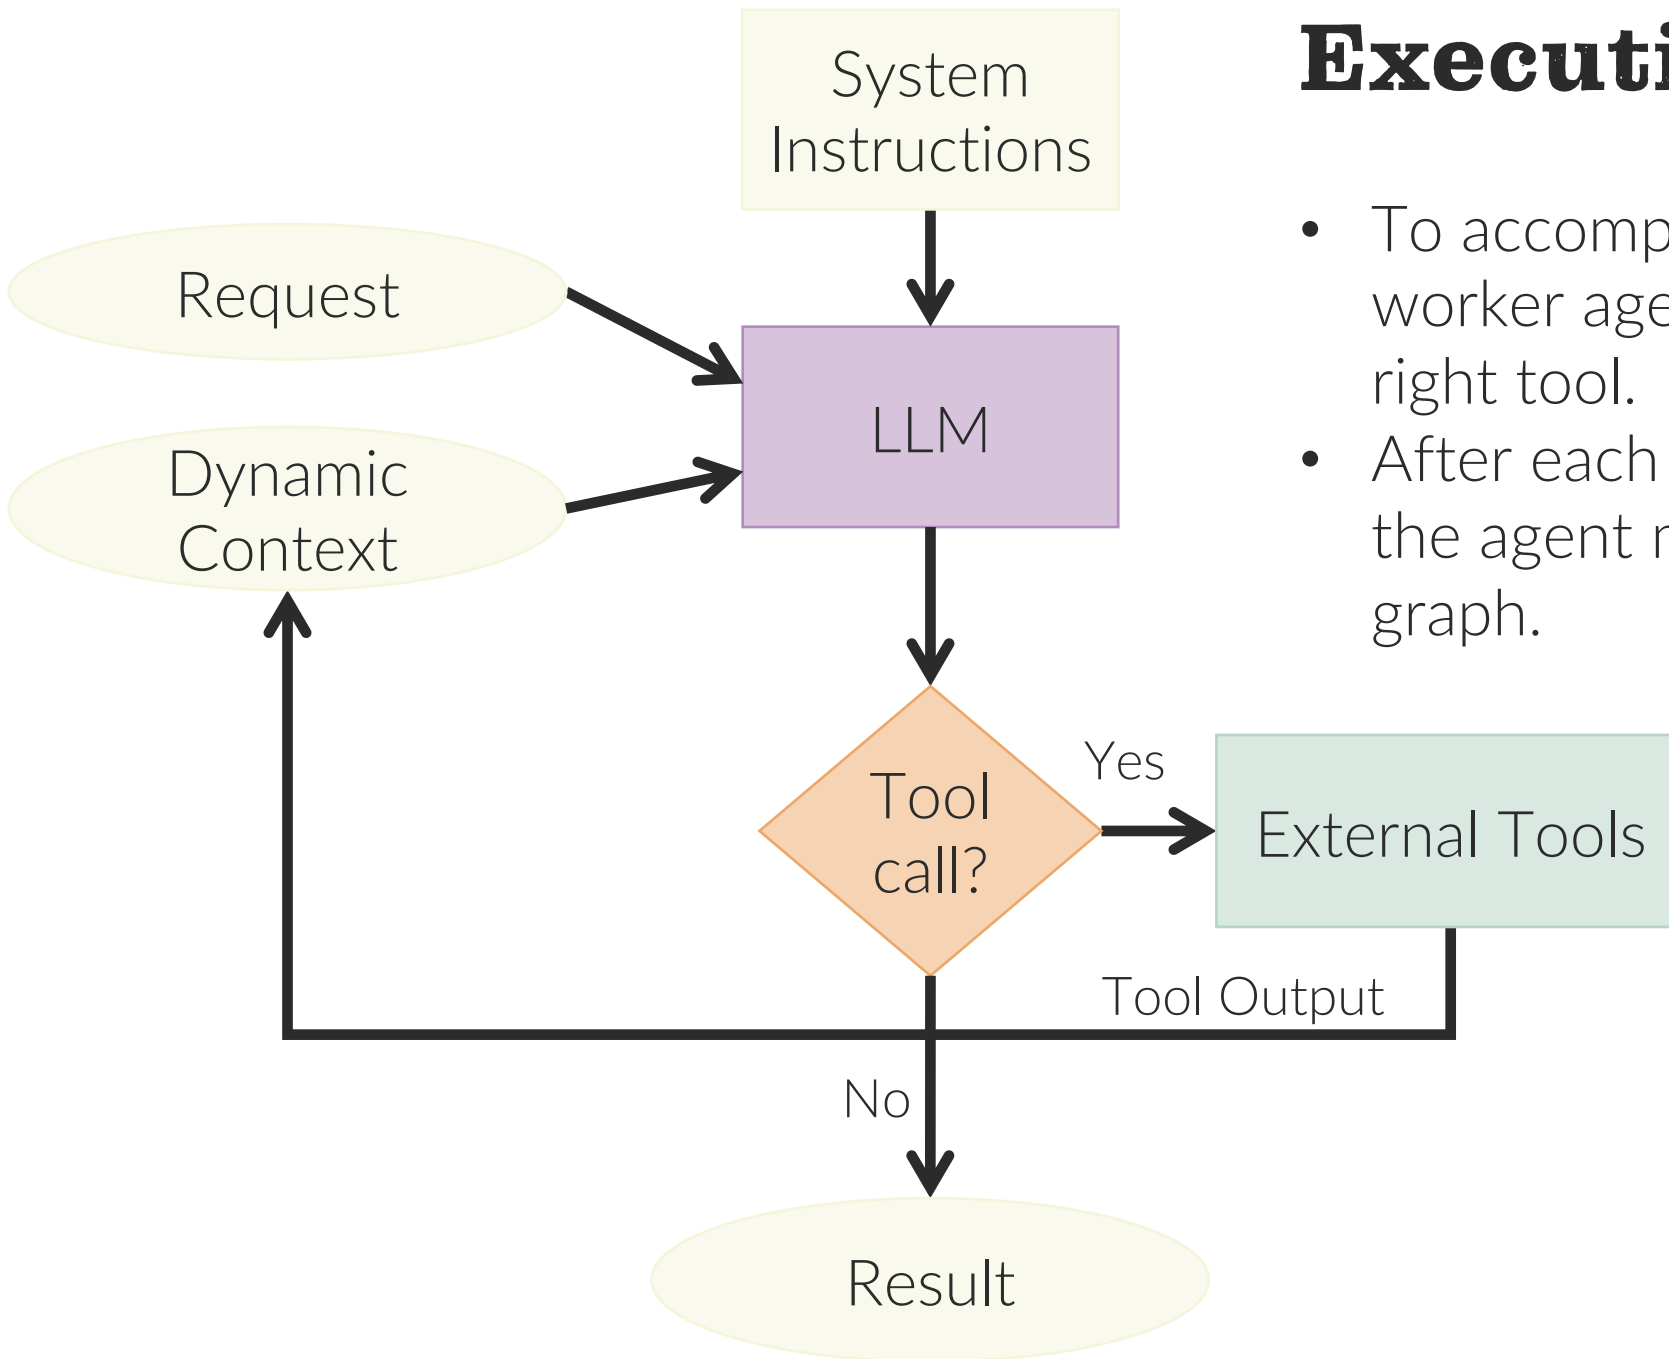 System
Instructions
Executi
• To accomp
worker age
right tool.
• After each
the agent r
graph.
Request
LLM
Dynamic
Context
Tool
call?
Yes
External Tools
Tool Output
No
Result